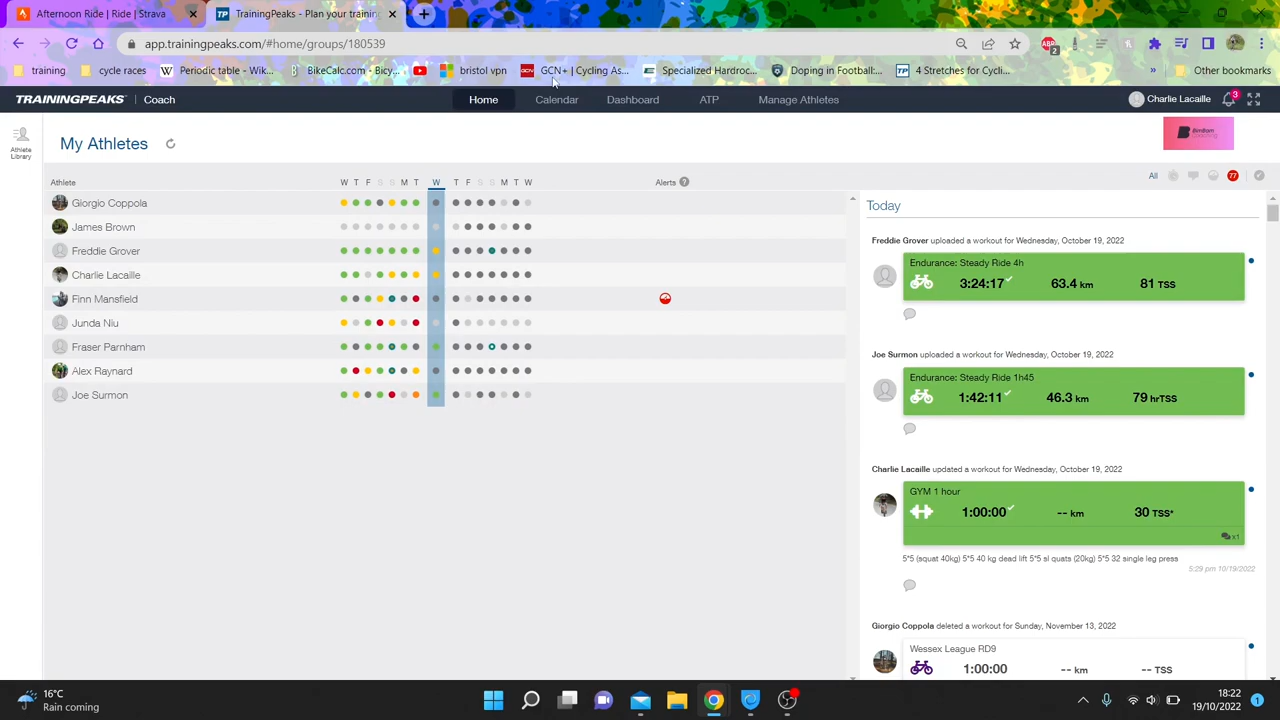 Afternoon Ride | Ride | Strava
TrainingPeaks - Plan your training
app.trainingpeaks.com/#home/groups/180539
ABP
2
training
cycle races
Periodic table - Wik...
BikeCalc.com - Bicy...
bristol vpn
GCN+ | Cycling As...
Specialized Hardroc...
Doping in Football:...
4 Stretches for Cycli...
»
Other bookmarks
TRAININGPEAKS Coach
Home
Calendar
Dashboard
ATP
Manage Athletes
Charlie Lacaille
3
Athlete Library
My Athletes
Athlete
W T F S S M T W T F S S M T W
Alerts ?
All
77
Giorgio Coppola
James Brown
Freddie Grover
Charlie Lacaille
Finn Mansfield
Junda Niu
Fraser Parnham
Alex Raynard
Joe Surmon
Today
Freddie Grover uploaded a workout for Wednesday, October 19, 2022
Endurance: Steady Ride 4h
3:24:17 63.4 km 81 TSS
Joe Surmon uploaded a workout for Wednesday, October 19, 2022
Endurance: Steady Ride 1h45
1:42:11 46.3 km 79 hrTSS
Charlie Lacaille updated a workout for Wednesday, October 19, 2022
GYM 1 hour
1:00:00 -- km 30 TSS*
x1
5*5 (squat 40kg) 5*5 40 kg dead lift 5*5 sl quats (20kg) 5*5 32 single leg press
5:29 pm 10/19/2022
Giorgio Coppola deleted a workout for Sunday, November 13, 2022
Wessex League RD9
1:00:00 -- km -- TSS
16°C
Rain coming
18:22
19/10/2022
1